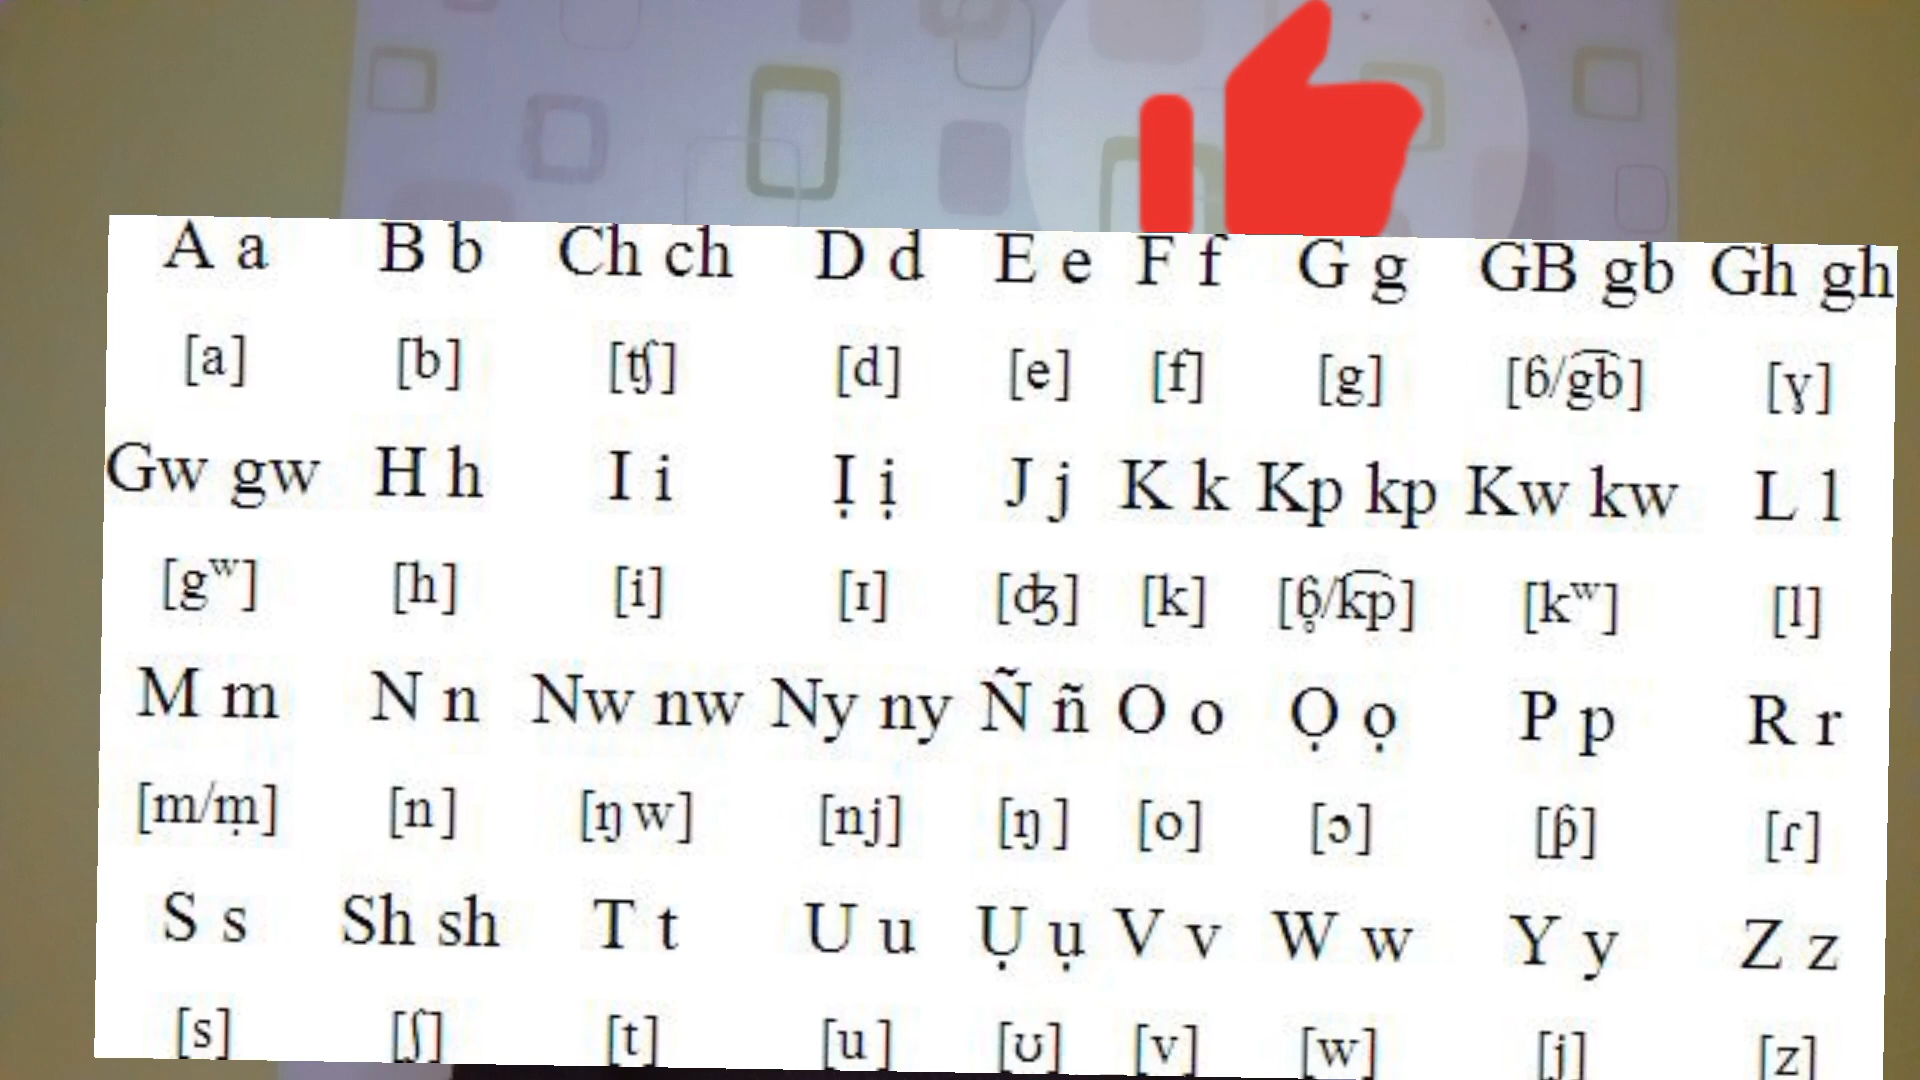 A a B b Ch ch D d E e F f G g GB gb Gh gh
[a] [b] [ʧ] [d] [e] [f] [g] [ɓ/g͡b] [ɣ]
Gw gw H h I i Ị ị J j K k Kp kp Kw kw L l
[gʷ] [h] [i] [ɪ] [ʤ] [k] [ɓ̥/k͡p] [kʷ] [l]
M m N n Nw nw Ny ny Ñ ñ O o Ọ ọ P p R r
[m/ṃ] [n] [ŋw] [nj] [ŋ] [o] [ɔ] [p̑] [ɾ]
S s Sh sh T t U u Ụ ụ V v W w Y y Z z
[s] [ʃ] [t] [u] [ʊ] [v] [w] [j] [z]